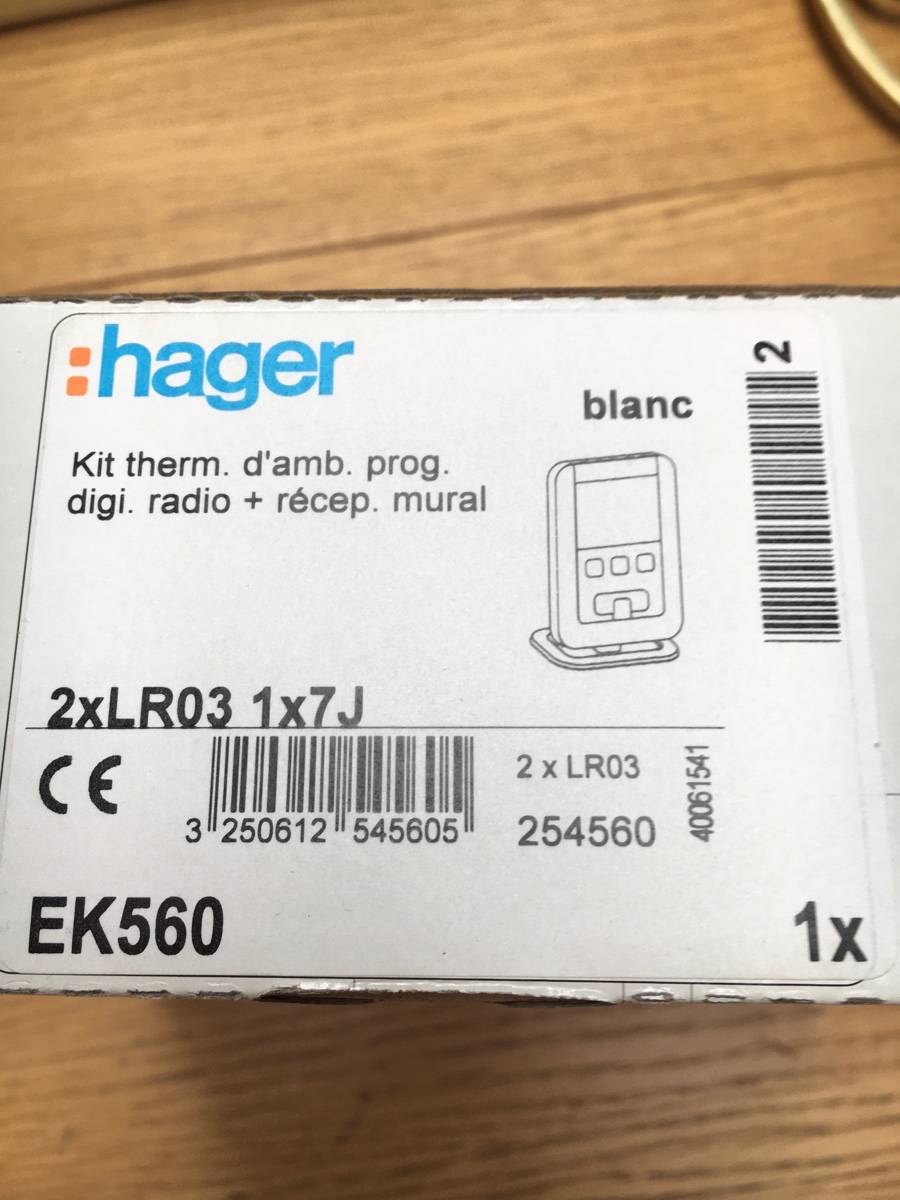 :hager
blanc
2
Kit therm. d'amb. prog.
digi. radio + récep. mural
2xLR03 1x7J
CE
3 250612 545605
2 x LR03
254560
40061541
EK560
1x